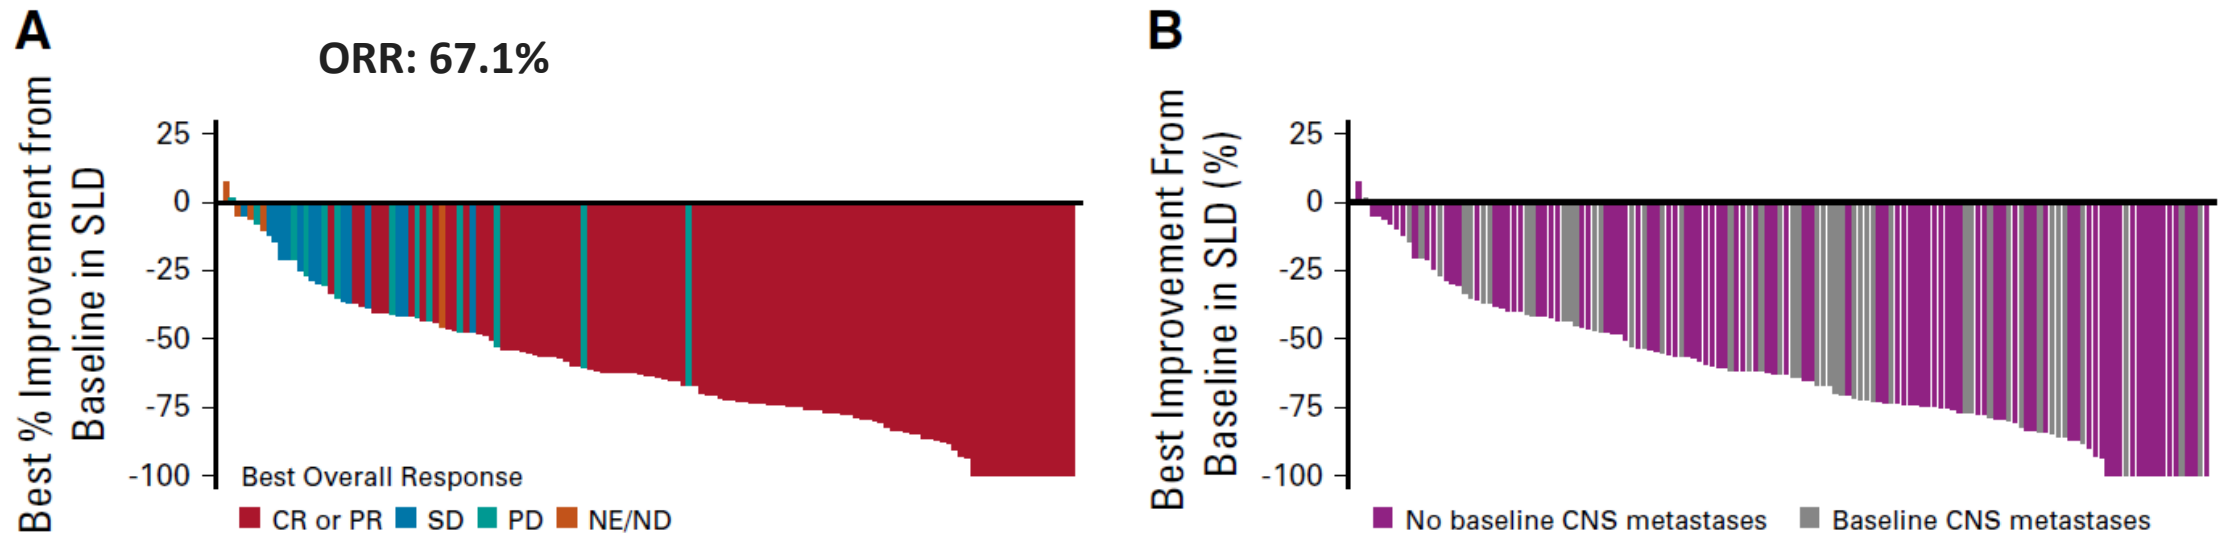 A
ORR: 67.1%
Best % Improvement from
Baseline in SLD
25
0
-25
-50
-75
-100
Best Overall Response
CR or PR SD PD NE/ND
B
Best Improvement From
Baseline in SLD (%)
25
0
-25
-50
-75
-100
No baseline CNS metastases Baseline CNS metastases